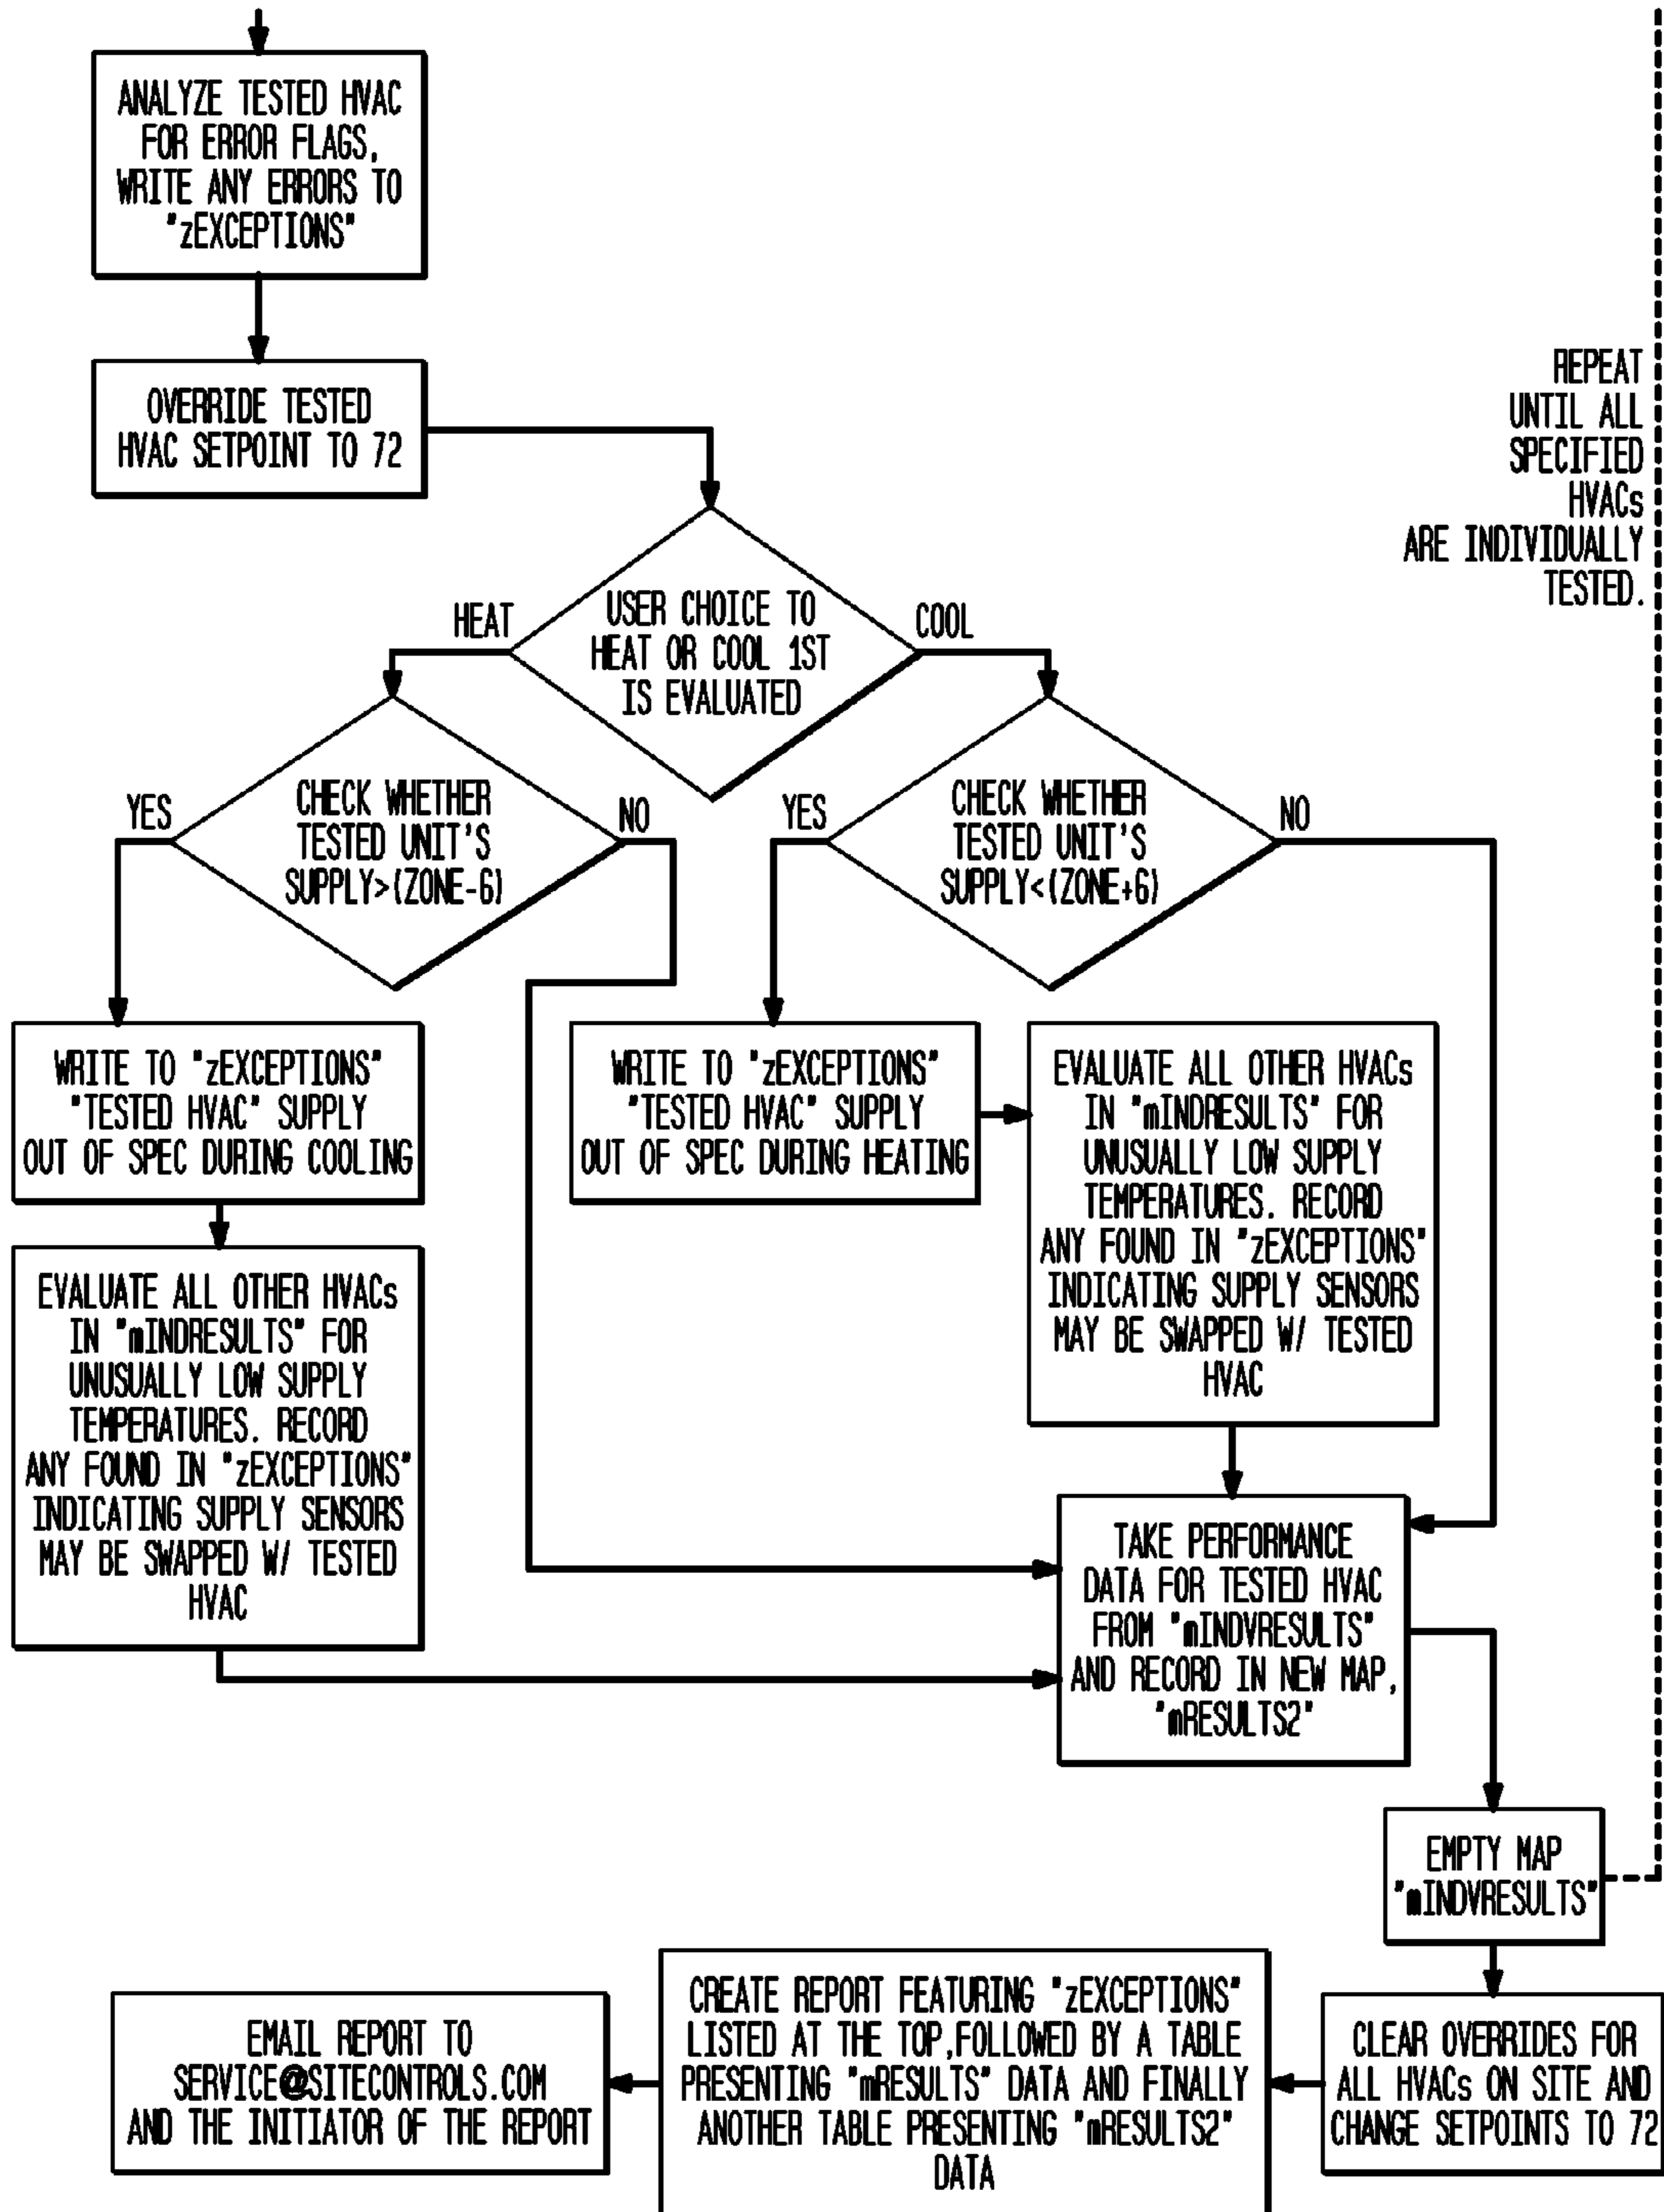 ANALYZE TESTED HVAC
FOR ERROR FLAGS,
WRITE ANY ERRORS TO
"zEXCEPTIONS"
OVERRIDE TESTED
HVAC SETPOINT TO 72
REPEAT
UNTIL ALL
SPECIFIED
HVACs
ARE INDIVIDUALLY
TESTED.
USER CHOICE TO
HEAT OR COOL 1ST
IS EVALUATED
HEAT
COOL
CHECK WHETHER
TESTED UNIT'S
SUPPLY>(ZONE-6)
YES
NO
CHECK WHETHER
TESTED UNIT'S
SUPPLY<(ZONE+6)
YES
NO
WRITE TO "zEXCEPTIONS"
"TESTED HVAC" SUPPLY
OUT OF SPEC DURING COOLING
WRITE TO "zEXCEPTIONS"
"TESTED HVAC" SUPPLY
OUT OF SPEC DURING HEATING
EVALUATE ALL OTHER HVACs
IN "mINDRESULTS" FOR
UNUSUALLY LOW SUPPLY
TEMPERATURES. RECORD
ANY FOUND IN "zEXCEPTIONS"
INDICATING SUPPLY SENSORS
MAY BE SWAPPED W/ TESTED
HVAC
EVALUATE ALL OTHER HVACs
IN "mINDRESULTS" FOR
UNUSUALLY LOW SUPPLY
TEMPERATURES. RECORD
ANY FOUND IN "zEXCEPTIONS"
INDICATING SUPPLY SENSORS
MAY BE SWAPPED W/ TESTED
HVAC
TAKE PERFORMANCE
DATA FOR TESTED HVAC
FROM "mINDVRESULTS"
AND RECORD IN NEW MAP,
"mRESULTS2"
EMPTY MAP
"mINDVRESULTS"
CLEAR OVERRIDES FOR
ALL HVACs ON SITE AND
CHANGE SETPOINTS TO 72
CREATE REPORT FEATURING "zEXCEPTIONS"
LISTED AT THE TOP,FOLLOWED BY A TABLE
PRESENTING "mRESULTS" DATA AND FINALLY
ANOTHER TABLE PRESENTING "mRESULTS2"
DATA
EMAIL REPORT TO
SERVICE@SITECONTROLS.COM
AND THE INITIATOR OF THE REPORT